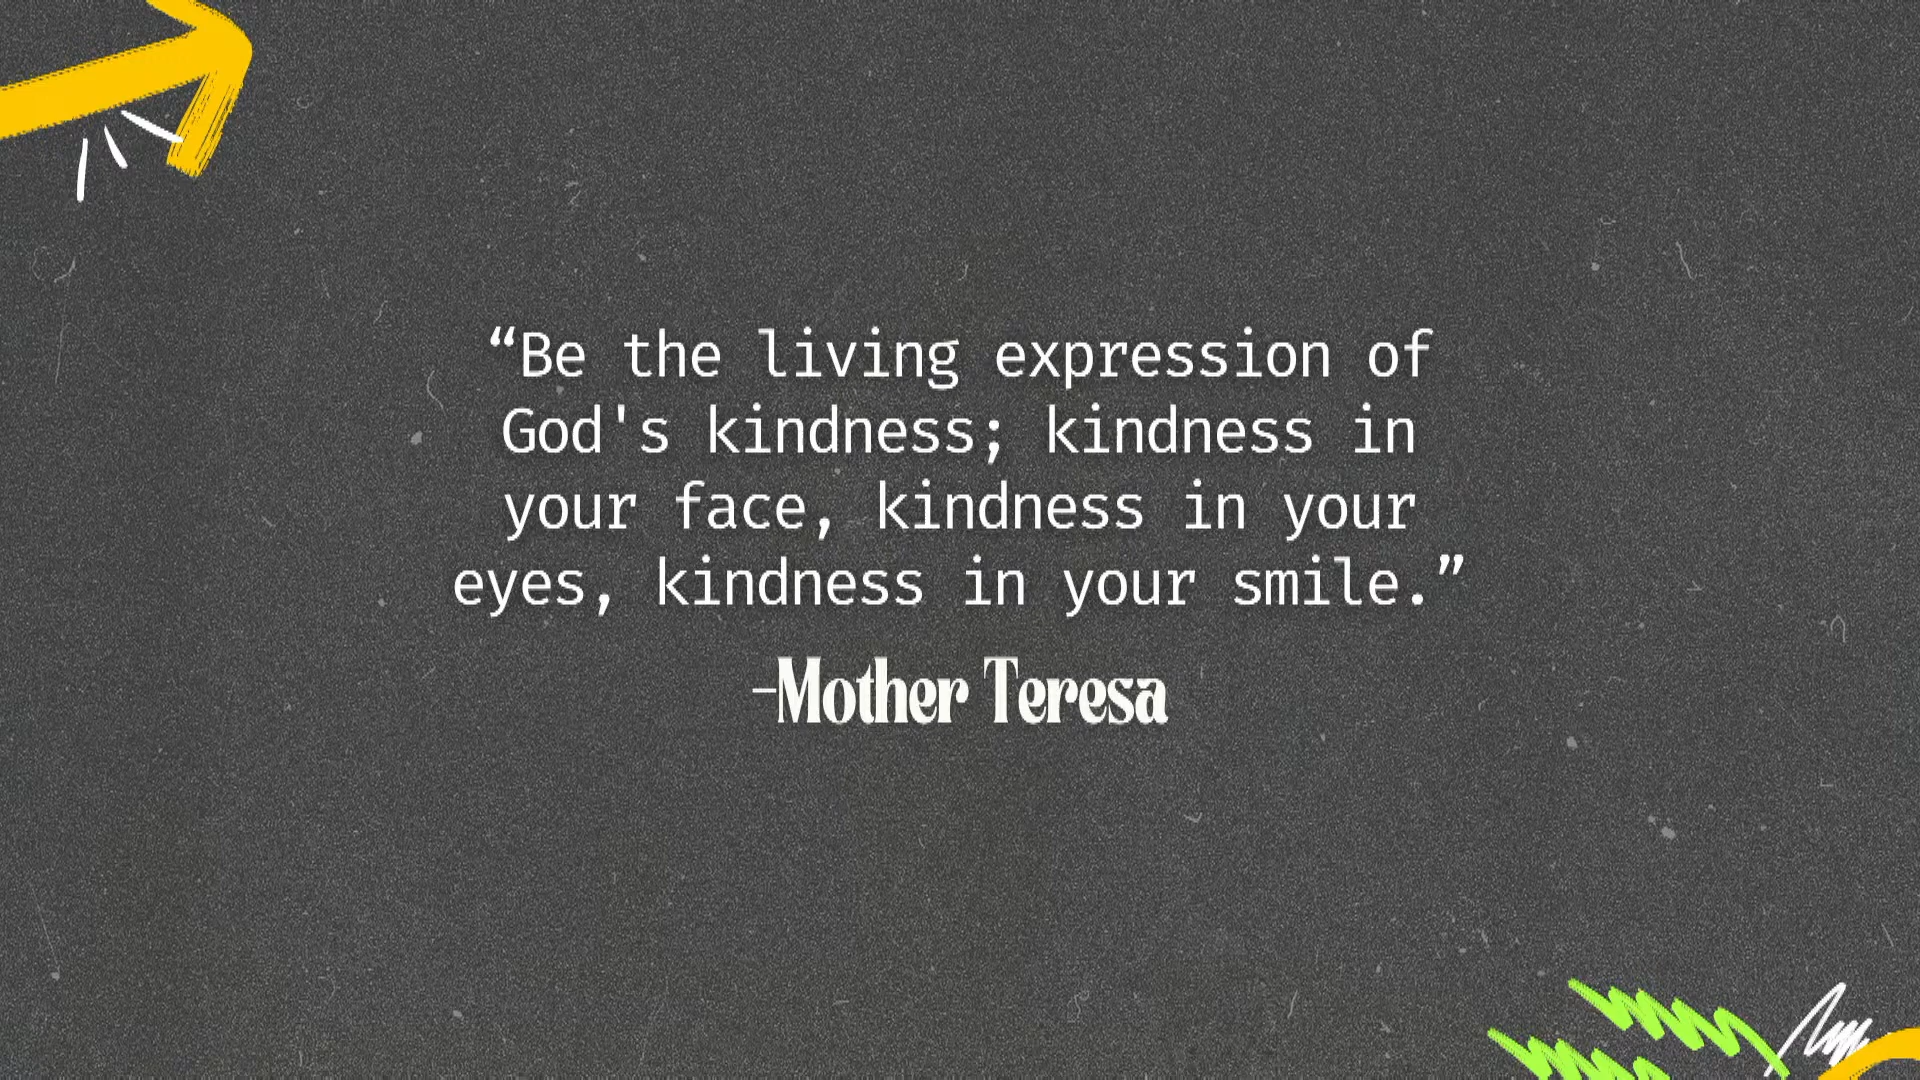 “Be the living expression of
God's kindness; kindness in
your face, kindness in your
eyes, kindness in your smile.”
-Mother Teresa